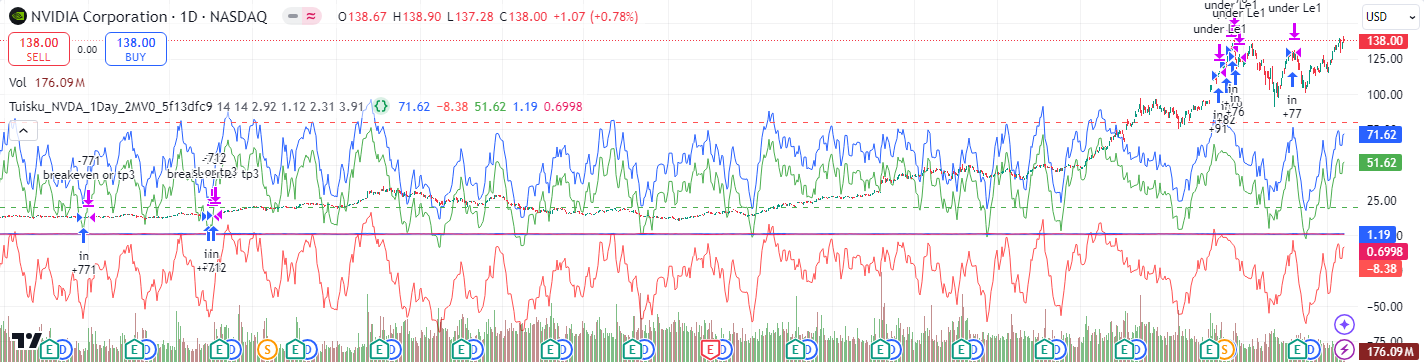 NVIDIA Corporation · 1D · NASDAQ O138.67 H138.90 L137.28 C138.00 +1.07 (+0.78%)
138.00 SELL 0.00 138.00 BUY
Vol 176.09M
Tuisku_NVDA_1Day_2MV0_5f13dfc9 14 14 2.92 1.12 2.31 3.91 {} 71.62 −8.38 51.62 1.19 0.6998
-771
breakeven or tp3
in
+771
-712
tp3
+712
under Le1
under Le1
under Le1
under Le1
in
in
+76
+82
+91
in
+77
USD
138.00
125.00
100.00
71.62
51.62
25.00
1.19
0.6998
−8.38
−50.00
176.09M
E D E D E D S E D E D E D E D E D E D E D E D E D E D E D E S E D